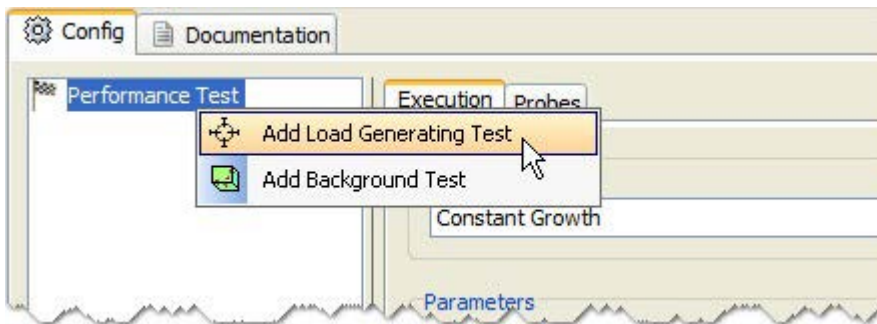 Config Documentation
Performance Test
Execution Probes
Add Load Generating Test
Add Background Test
Constant Growth
Parameters